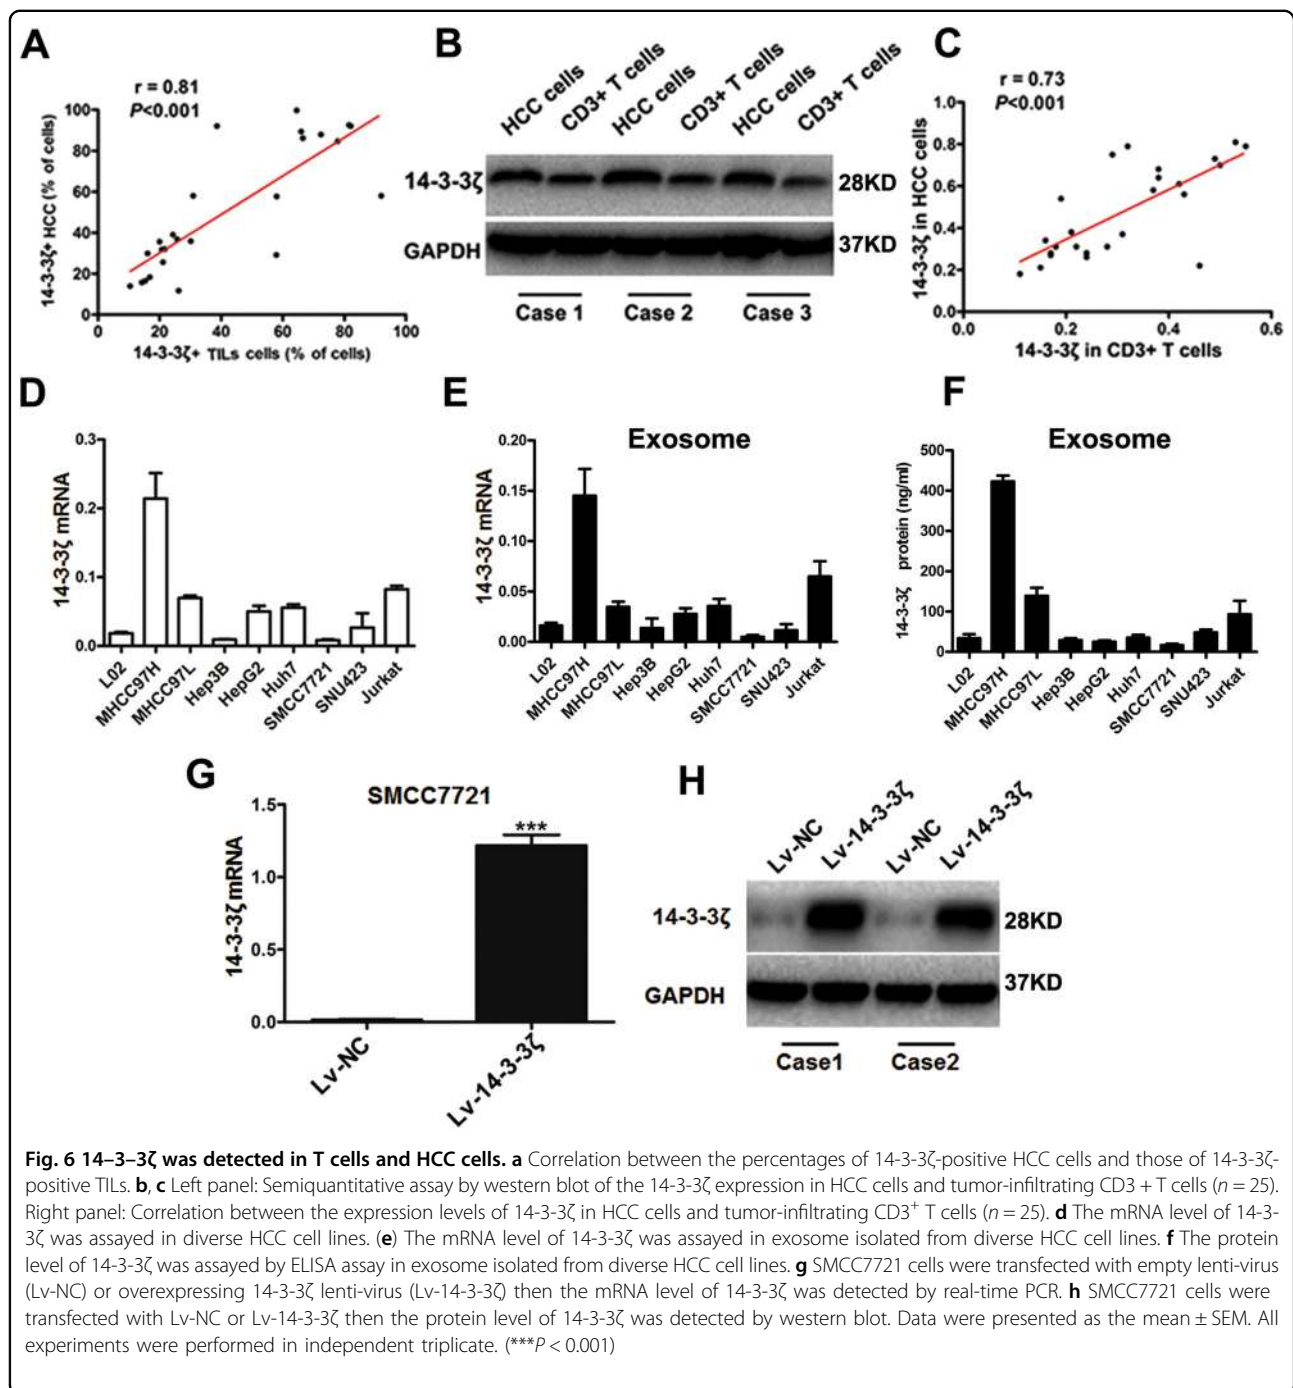 A
r = 0.81
P<0.001
14-3-3ζ+ HCC (% of cells)
100
80
60
40
20
0
0 20 40 60 80 100
14-3-3ζ+ TILs cells (% of cells)
B
HCC cells CD3+ T cells HCC cells CD3+ T cells HCC cells CD3+ T cells
14-3-3ζ 28KD
GAPDH 37KD
Case 1 Case 2 Case 3
C
r = 0.73
P<0.001
14-3-3ζ in HCC cells
1.0
0.8
0.6
0.4
0.2
0.0
0.0 0.2 0.4 0.6
14-3-3ζ in CD3+ T cells
D
14-3-3ζ mRNA
0.3
0.2
0.1
0.0
L02 MHCC97H MHCC97L Hep3B HepG2 Huh7 SMCC7721 SNU423 Jurkat
E
Exosome
14-3-3ζ mRNA
0.20
0.15
0.10
0.05
0.00
L02 MHCC97H MHCC97L Hep3B HepG2 Huh7 SMCC7721 SNU423 Jurkat
F
Exosome
14-3-3ζ protein (ng/ml)
500
400
300
200
100
0
L02 MHCC97H MHCC97L Hep3B HepG2 Huh7 SMCC7721 SNU423 Jurkat
G
SMCC7721
14-3-3ζ mRNA
1.5
1.0
0.5
0.0
***
Lv-NC Lv-14-3-3ζ
H
Lv-NC Lv-14-3-3ζ Lv-NC Lv-14-3-3ζ
14-3-3ζ 28KD
GAPDH 37KD
Case1 Case2
Fig. 6 14–3–3ζ was detected in T cells and HCC cells. a Correlation between the percentages of 14-3-3ζ-positive HCC cells and those of 14-3-3ζ-
positive TILs. b, c Left panel: Semiquantitative assay by western blot of the 14-3-3ζ expression in HCC cells and tumor-infiltrating CD3 + T cells (n = 25).
Right panel: Correlation between the expression levels of 14-3-3ζ in HCC cells and tumor-infiltrating CD3⁺ T cells (n = 25). d The mRNA level of 14-3-
3ζ was assayed in diverse HCC cell lines. (e) The mRNA level of 14-3-3ζ was assayed in exosome isolated from diverse HCC cell lines. f The protein
level of 14-3-3ζ was assayed by ELISA assay in exosome isolated from diverse HCC cell lines. g SMCC7721 cells were transfected with empty lenti-virus
(Lv-NC) or overexpressing 14-3-3ζ lenti-virus (Lv-14-3-3ζ) then the mRNA level of 14-3-3ζ was detected by real-time PCR. h SMCC7721 cells were
transfected with Lv-NC or Lv-14-3-3ζ then the protein level of 14-3-3ζ was detected by western blot. Data were presented as the mean ± SEM. All
experiments were performed in independent triplicate. (***P < 0.001)